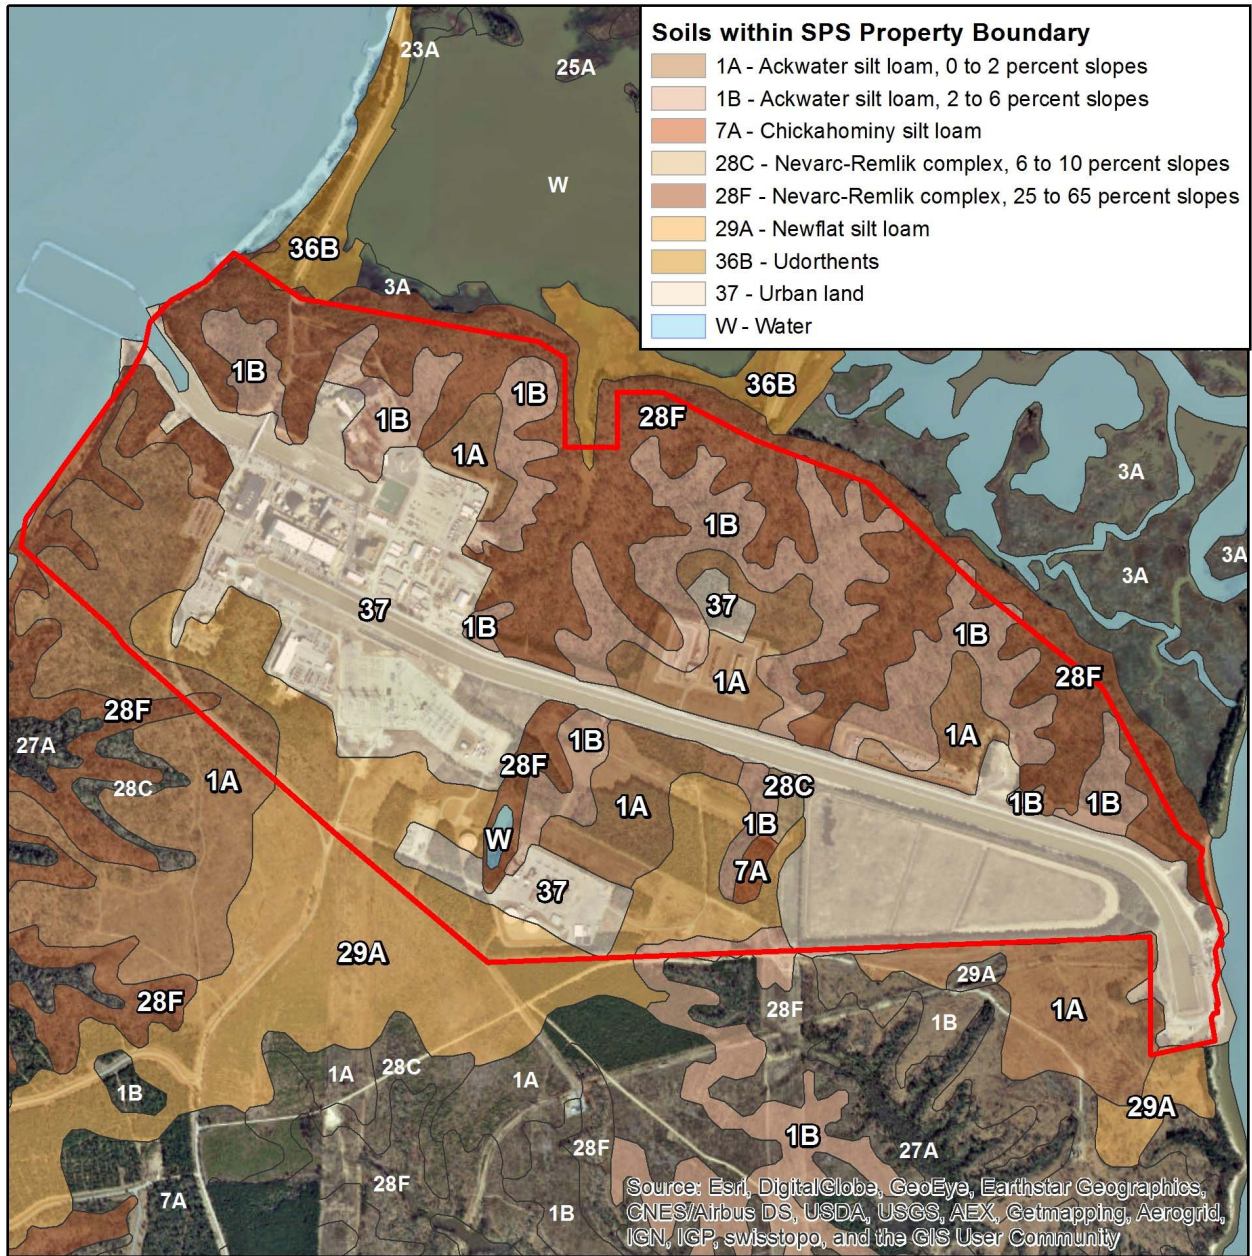 Soils within SPS Property Boundary
1A - Ackwater silt loam, 0 to 2 percent slopes
1B - Ackwater silt loam, 2 to 6 percent slopes
7A - Chickahominy silt loam
28C - Nevarc-Remlik complex, 6 to 10 percent slopes
28F - Nevarc-Remlik complex, 25 to 65 percent slopes
29A - Newflat silt loam
36B - Udorthents
37 - Urban land
W - Water
23A
25A
W
36B
3A
1B
1B
36B
1B
28F
1A
3A
1B
3A
3A
37
37
1B
1B
28F
1A
28F
27A
1B
1A
28F
28C
1A
28C
1A
1B
1B
1B
W
7A
37
29A
29A
28F
28F
1A
1B
28C
1A
1A
1B
29A
1B
28F
27A
28F
7A
1B
Source: Esri, DigitalGlobe, GeoEye, Earthstar Geographics,
CNES/Airbus DS, USDA, USGS, AEX, Getmapping, Aerogrid,
IGN, IGP, swisstopo, and the GIS User Community